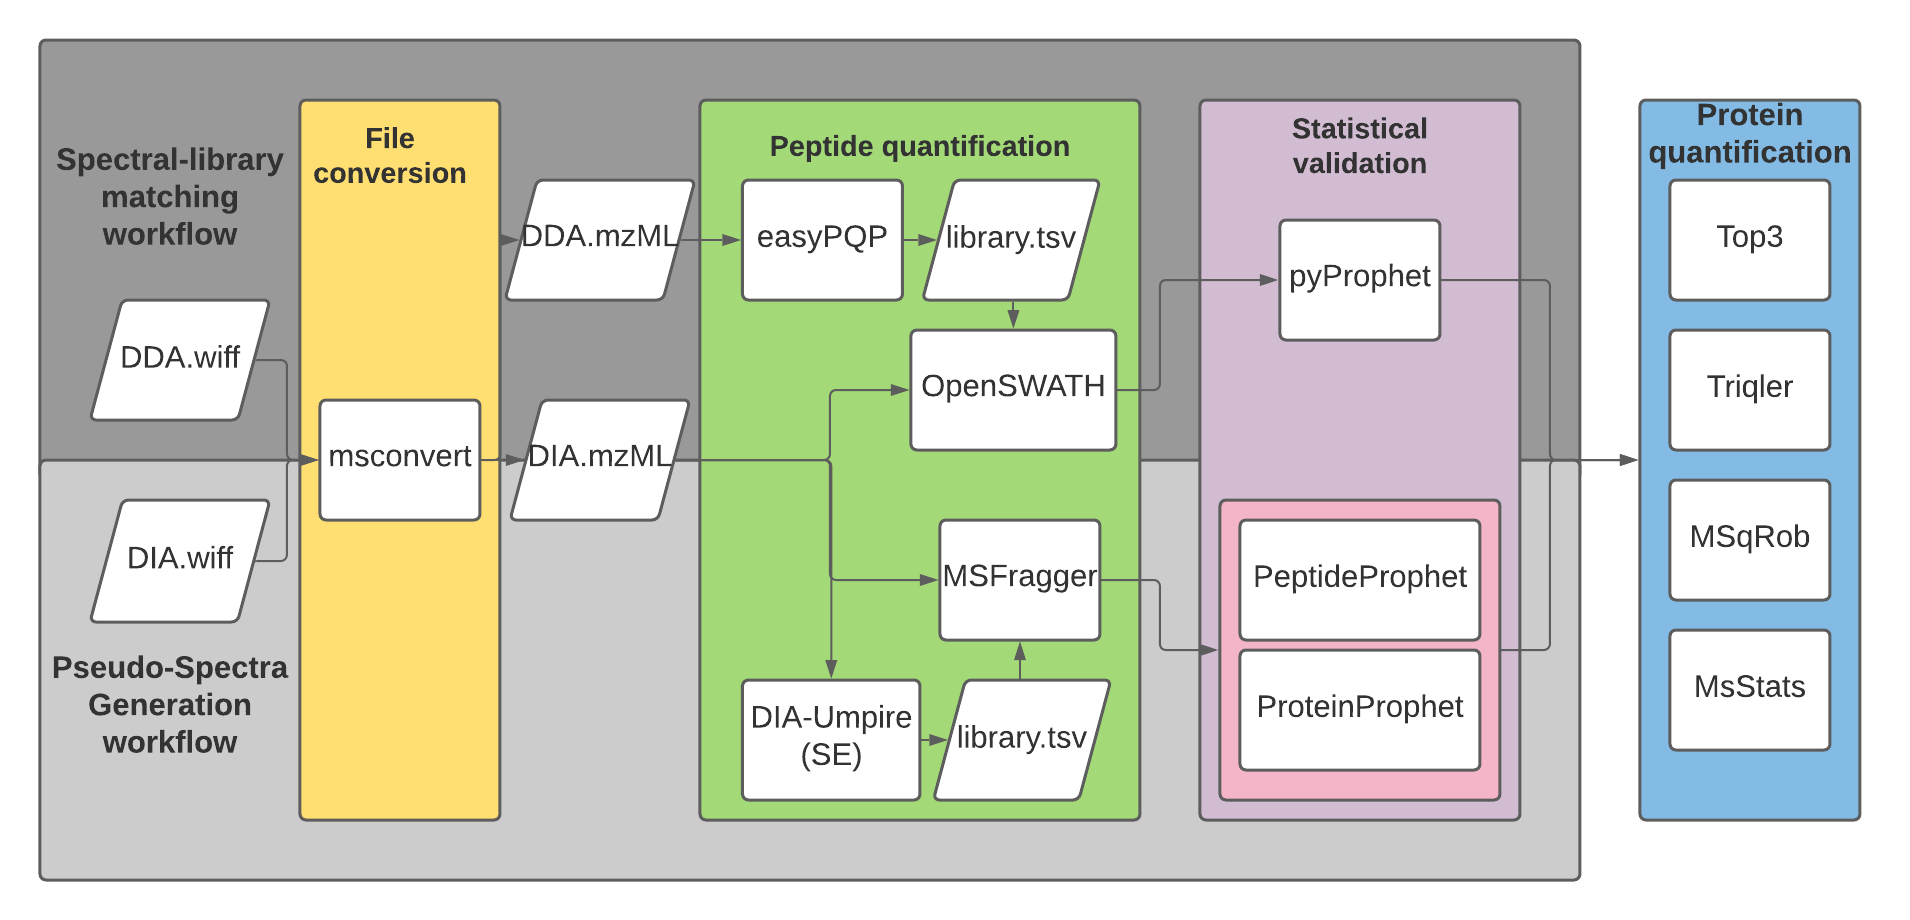 Spectral-library
matching
workflow
DDA.wiff
DIA.wiff
Pseudo-Spectra
Generation
workflow
File
conversion
msconvert
DDA.mzML
DIA.mzML
Peptide quantification
easyPQP
library.tsv
OpenSWATH
MSFragger
DIA-Umpire
(SE)
library.tsv
Statistical
validation
pyProphet
PeptideProphet
ProteinProphet
Protein
quantification
Top3
Triqler
MSqRob
MsStats